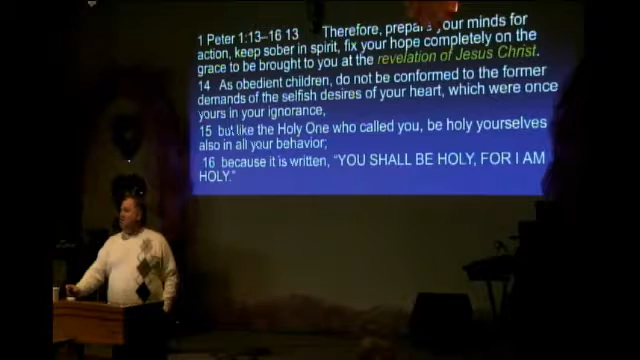 1 Peter 1:13–16 13 Therefore, prepare your minds for
action, keep sober in spirit, fix your hope completely on the
grace to be brought to you at the revelation of Jesus Christ.
14 As obedient children, do not be conformed to the former
demands of the selfish desires of your heart, which were once
yours in your ignorance,
15 but like the Holy One who called you, be holy yourselves
also in all your behavior;
16 because it is written, “YOU SHALL BE HOLY, FOR I AM
HOLY.”